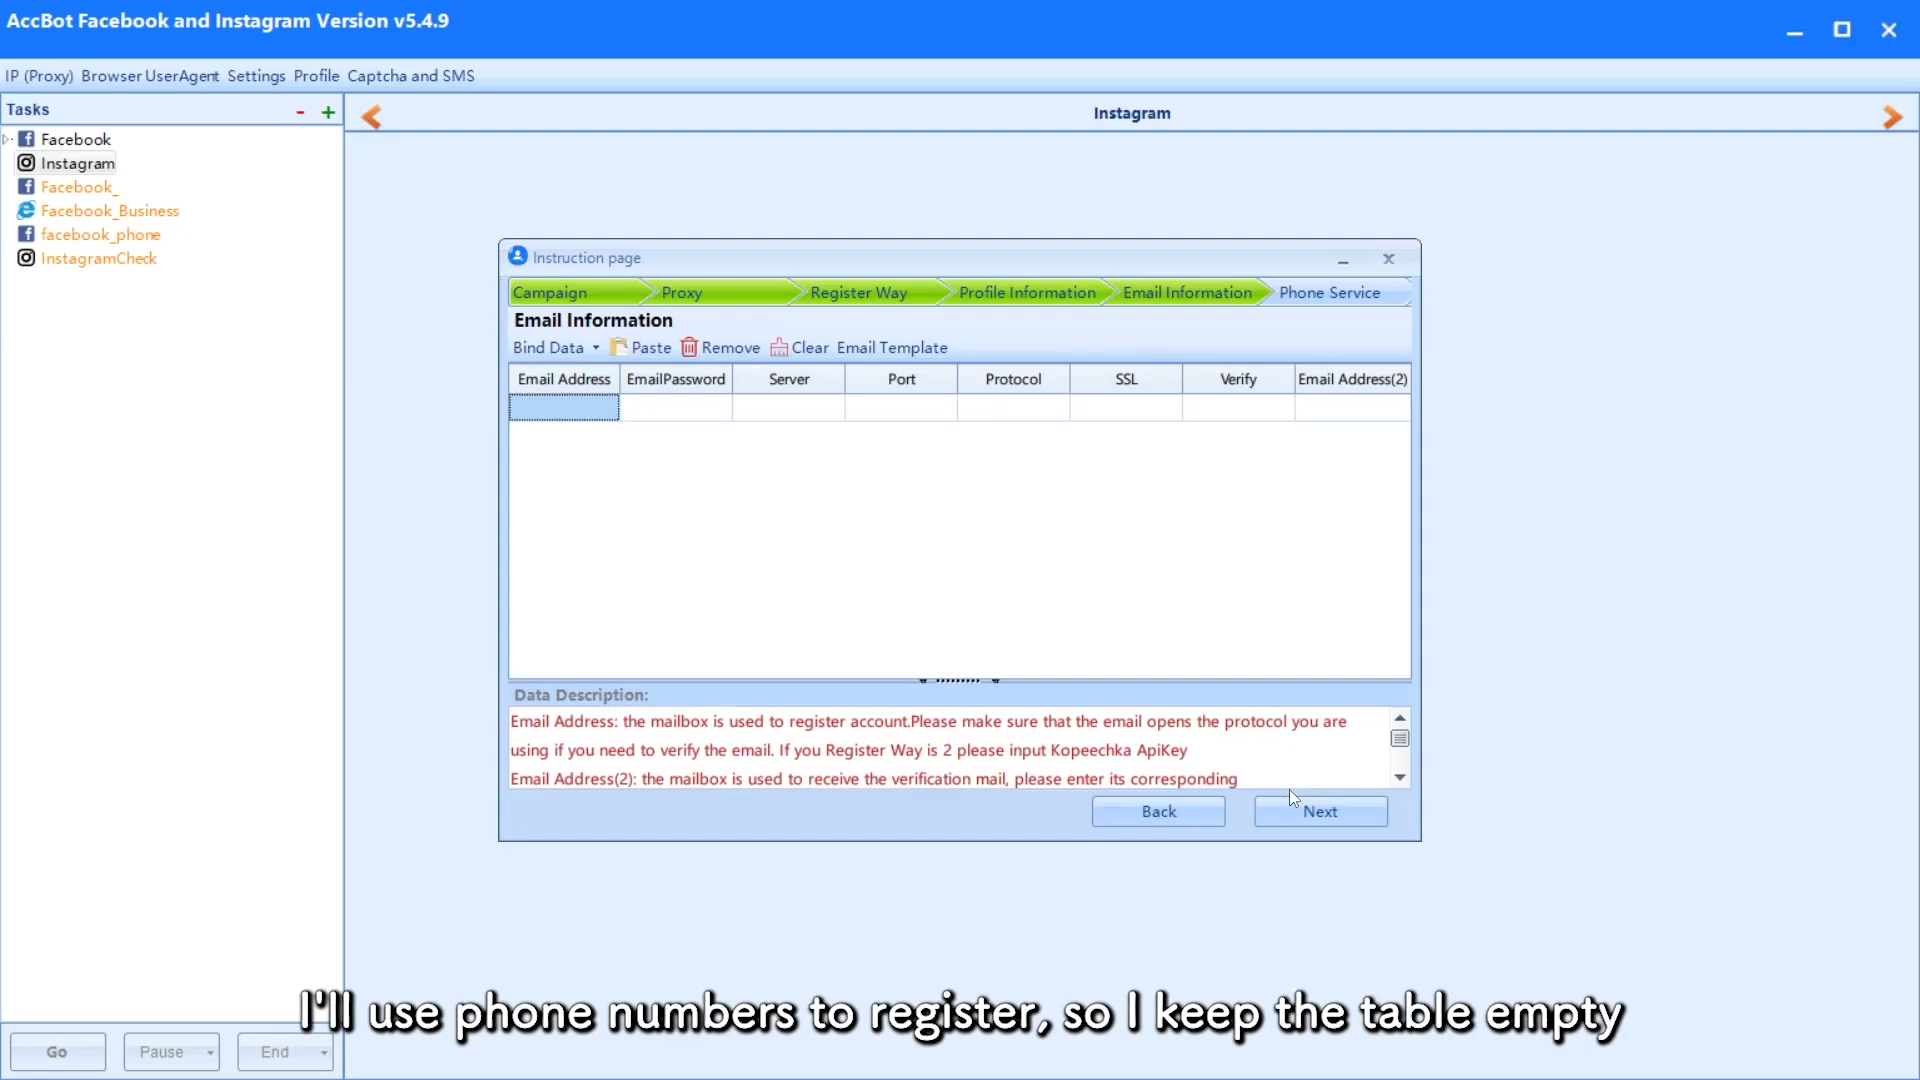 AccBot Facebook and Instagram Version v5.4.9
IP (Proxy) Browser UserAgent Settings Profile Captcha and SMS
Tasks - +
Instagram
Facebook
Instagram
Facebook_
Facebook_Business
facebook_phone
InstagramCheck
Instruction page
Campaign Proxy Register Way Profile Information Email Information Phone Service
Email Information
Bind Data Paste Remove Clear Email Template
Email Address EmailPassword Server Port Protocol SSL Verify Email Address(2)
Data Description:
Email Address: the mailbox is used to register account.Please make sure that the email opens the protocol you are
using if you need to verify the email. If you Register Way is 2 please input Kopeechka ApiKey
Email Address(2): the mailbox is used to receive the verification mail, please enter its corresponding
Back Next
I'll use phone numbers to register, so I keep the table empty
Go Pause End